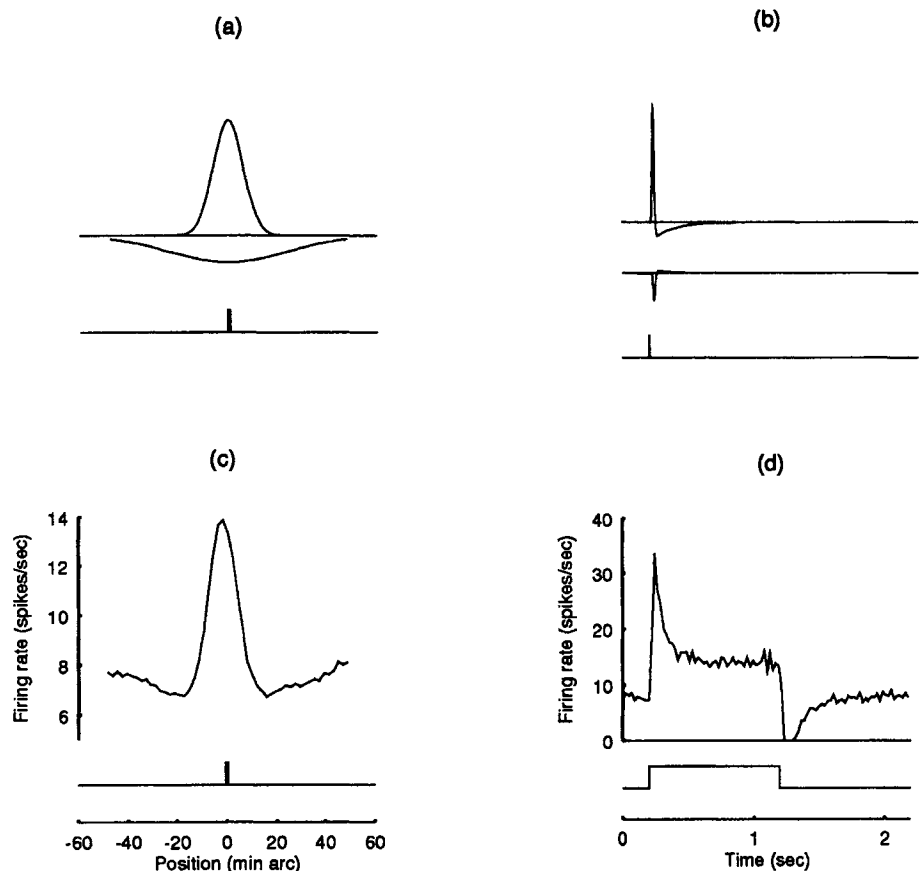 (a)
(b)
(c)
Firing rate (spikes/sec)
14
12
10
8
6
-60 -40 -20 0 20 40 60
Position (min arc)
(d)
Firing rate (spikes/sec)
40
30
20
10
0
0 1 2
Time (sec)